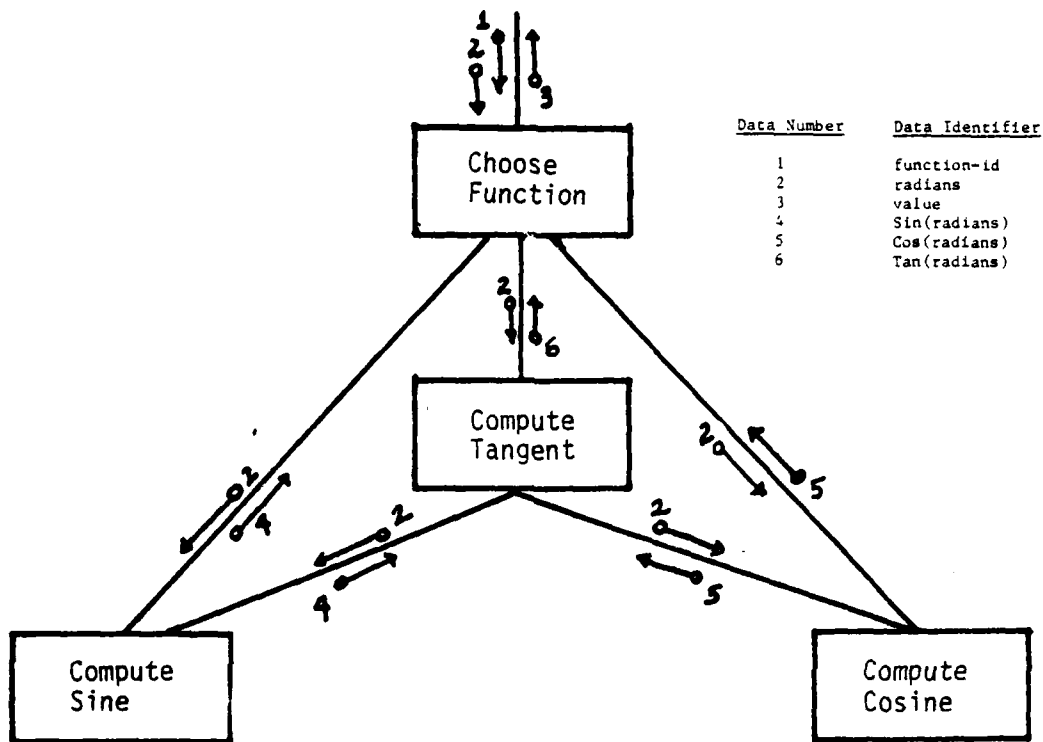 1
2
3
Choose
Function
Data Number Data Identifier
1 function-id
2 radians
3 value
4 Sin(radians)
5 Cos(radians)
6 Tan(radians)
2
6
Compute
Tangent
2
5
2
4
2
4
2
5
Compute
Sine
Compute
Cosine